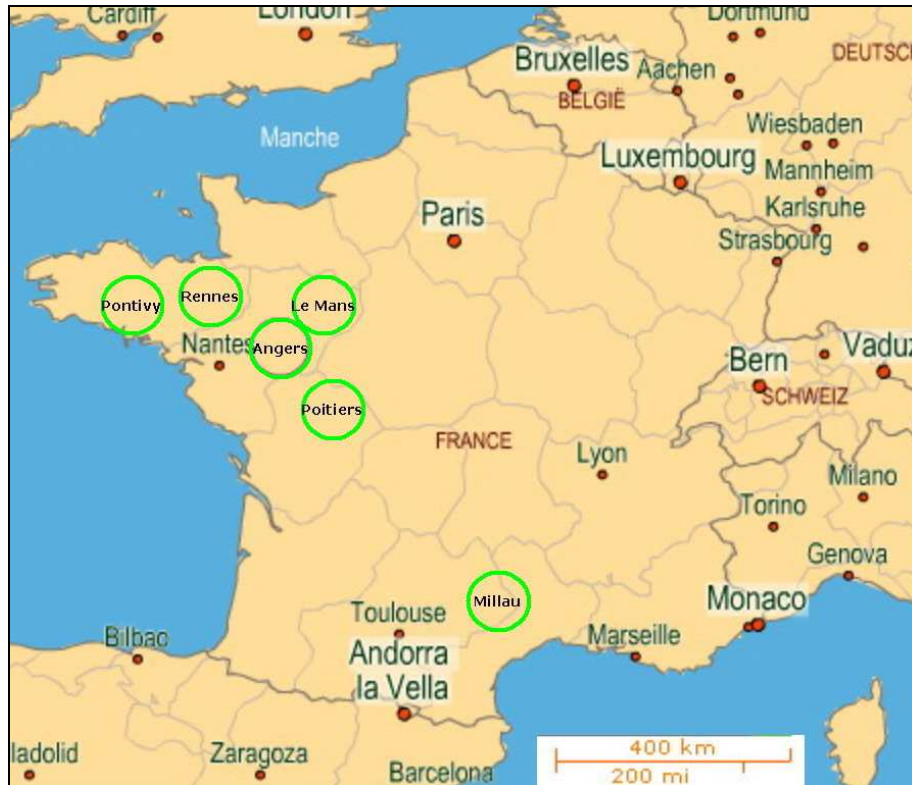 Cardiff
London
Dortmund
Bruxelles
Aachen
DEUTSC
BELGIË
Manche
Wiesbaden
Luxembourg
Mannheim
Paris
Karlsruhe
Strasbourg
Pontivy
Rennes
Le Mans
Nantes
Angers
Bern
Vaduz
SCHWEIZ
Poitiers
FRANCE
Lyon
Milano
Torino
Genova
Millau
Toulouse
Monaco
Bilbao
Marseille
Andorra
la Vella
lladolid
Zaragoza
Barcelona
400 km
200 mi